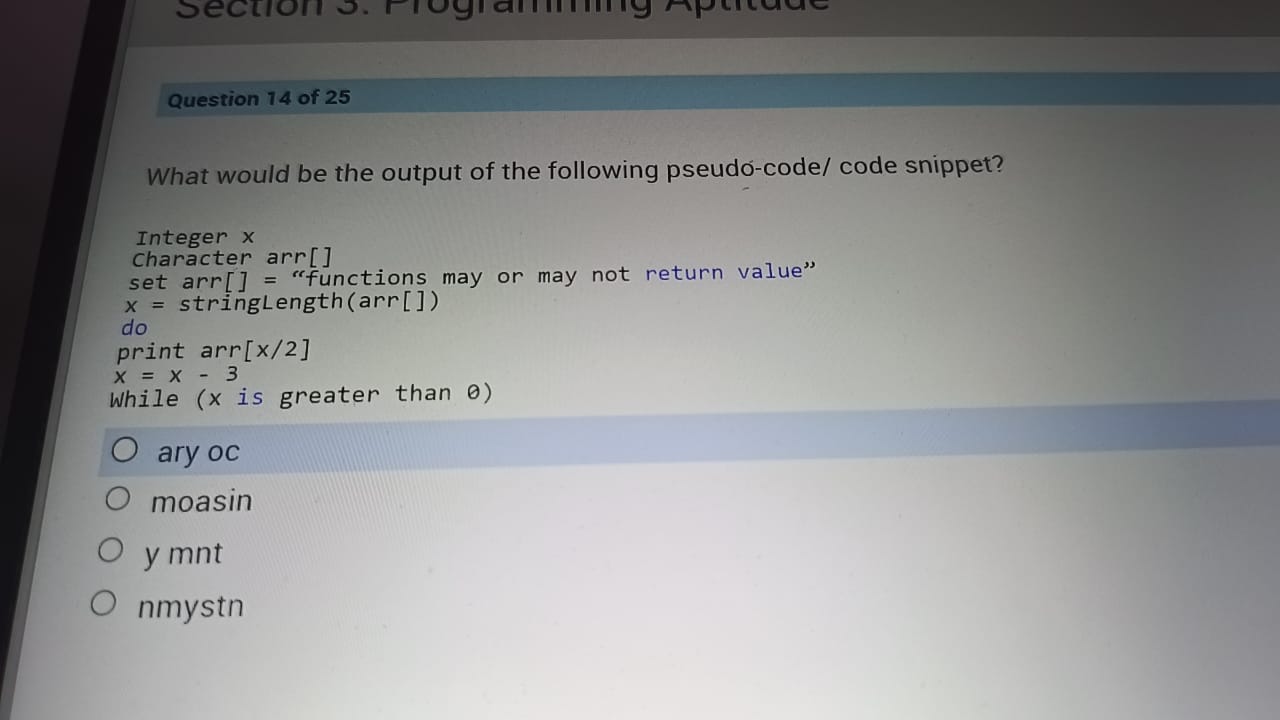 Section 3: Programming Aptitude
Question 14 of 25
What would be the output of the following pseudo-code/ code snippet?
Integer x
Character arr[]
set arr[] = “functions may or may not return value”
x = stringLength(arr[])
do
print arr[x/2]
x = x - 3
While (x is greater than 0)
ary oc
moasin
y mnt
nmystn